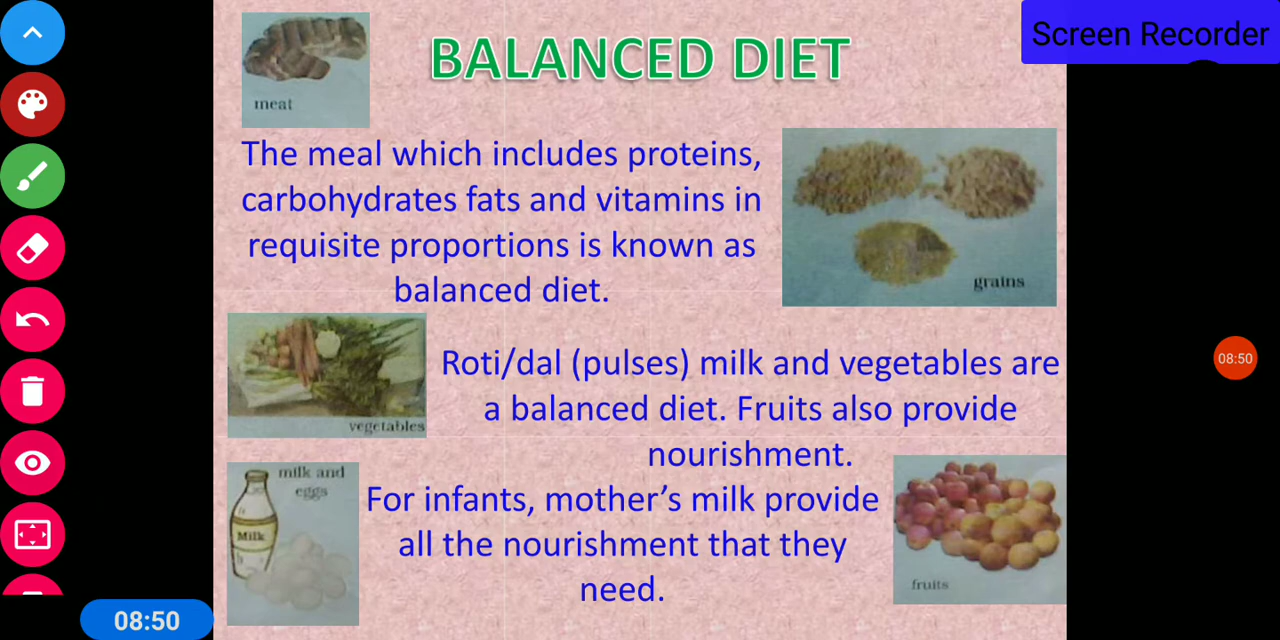 Screen Recorder
BALANCED DIET
meat
The meal which includes proteins,
carbohydrates fats and vitamins in
requisite proportions is known as
balanced diet.
grains
Roti/dal (pulses) milk and vegetables are
a balanced diet. Fruits also provide
nourishment.
vegetables
milk and
eggs
Milk
For infants, mother's milk provide
all the nourishment that they
need.
fruits
08:50
08:50